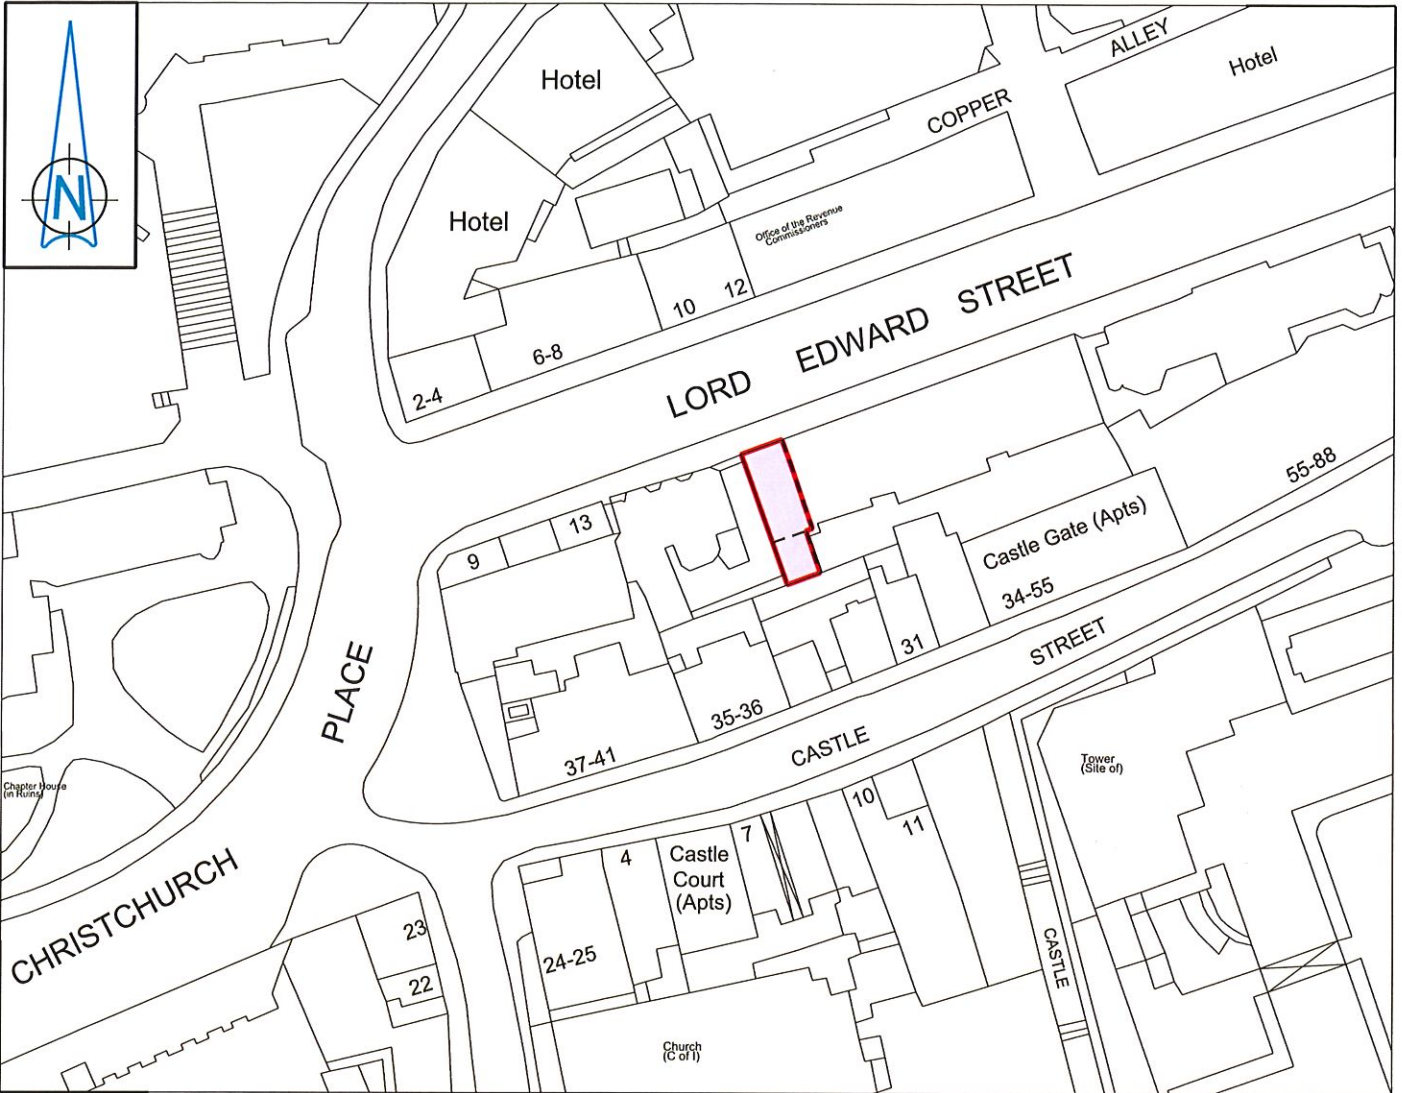 N
Hotel
ALLEY
Hotel
COPPER
Hotel
Office of the Revenue
Commissioners
10
12
6-8
2-4
LORD EDWARD STREET
13
9
55-88
Castle Gate (Apts)
34-55
31
STREET
35-36
PLACE
37-41
CASTLE
Tower
(Site of)
Chapter House
(in Ruins)
10
11
7
4
Castle
Court
(Apts)
CHRISTCHURCH
23
22
24-25
CASTLE
Church
(C of I)